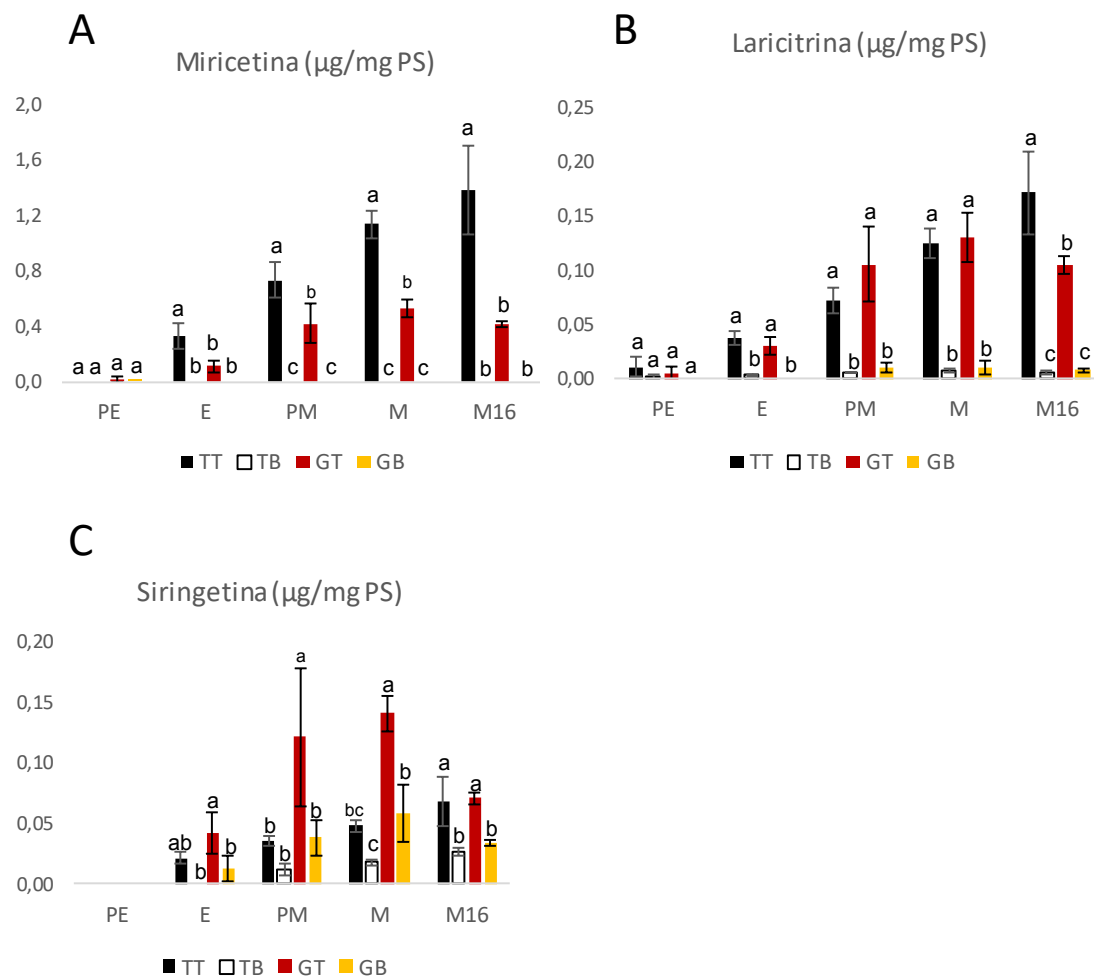 A
Miricetina (µg/mg PS)
2,0
1,6
1,2
0,8
0,4
0,0
a a a a
a b b b
a c b c
a c b c
a b b b
PE E PM M M16
TT TB GT GB
B
Laricitrina (µg/mg PS)
0,25
0,20
0,15
0,10
0,05
0,00
a a a a
a b a b
a b a b
a b a b
a c b c
PE E PM M M16
TT TB GT GB
C
Siringetina (µg/mg PS)
0,20
0,15
0,10
0,05
0,00
ab b a b
b b a b
bc c a b
a b a b
PE E PM M M16
TT TB GT GB